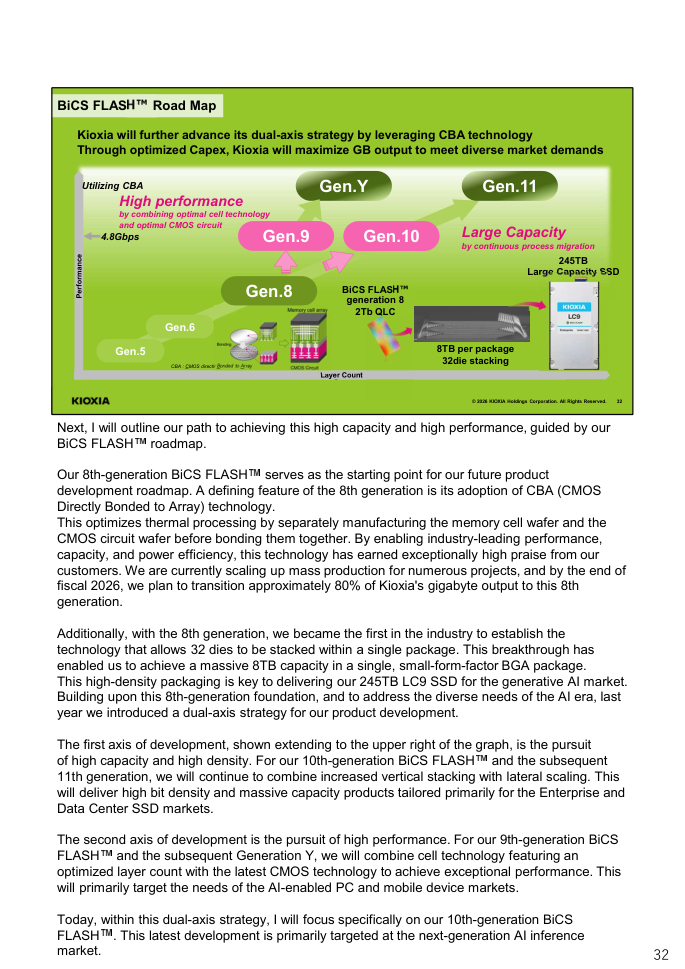 BiCS FLASH™ Road Map
Kioxia will further advance its dual-axis strategy by leveraging CBA technology
Through optimized Capex, Kioxia will maximize GB output to meet diverse market demands
Utilizing CBA
High performance
by combining optimal cell technology
and optimal CMOS circuit
4.8Gbps
Gen.Y
Gen.11
Gen.9
Gen.10
Large Capacity
by continuous process migration
245TB
Large Capacity SSD
Performance
Gen.8
BiCS FLASH™
generation 8
2Tb QLC
KIOXIA
LC9
Gen.6
Gen.5
Memory cell array
Bonding
CMOS Circuit
CBA : CMOS directly Bonded to Array
8TB per package
32die stacking
Layer Count
KIOXIA
© 2026 KIOXIA Holdings Corporation. All Rights Reserved.
32
Next, I will outline our path to achieving this high capacity and high performance, guided by our
BiCS FLASH™ roadmap.
Our 8th-generation BiCS FLASH™ serves as the starting point for our future product
development roadmap. A defining feature of the 8th generation is its adoption of CBA (CMOS
Directly Bonded to Array) technology.
This optimizes thermal processing by separately manufacturing the memory cell wafer and the
CMOS circuit wafer before bonding them together. By enabling industry-leading performance,
capacity, and power efficiency, this technology has earned exceptionally high praise from our
customers. We are currently scaling up mass production for numerous projects, and by the end of
fiscal 2026, we plan to transition approximately 80% of Kioxia's gigabyte output to this 8th
generation.
Additionally, with the 8th generation, we became the first in the industry to establish the
technology that allows 32 dies to be stacked within a single package. This breakthrough has
enabled us to achieve a massive 8TB capacity in a single, small-form-factor BGA package.
This high-density packaging is key to delivering our 245TB LC9 SSD for the generative AI market.
Building upon this 8th-generation foundation, and to address the diverse needs of the AI era, last
year we introduced a dual-axis strategy for our product development.
The first axis of development, shown extending to the upper right of the graph, is the pursuit
of high capacity and high density. For our 10th-generation BiCS FLASH™ and the subsequent
11th generation, we will continue to combine increased vertical stacking with lateral scaling. This
will deliver high bit density and massive capacity products tailored primarily for the Enterprise and
Data Center SSD markets.
The second axis of development is the pursuit of high performance. For our 9th-generation BiCS
FLASH™ and the subsequent Generation Y, we will combine cell technology featuring an
optimized layer count with the latest CMOS technology to achieve exceptional performance. This
will primarily target the needs of the AI-enabled PC and mobile device markets.
Today, within this dual-axis strategy, I will focus specifically on our 10th-generation BiCS
FLASH™. This latest development is primarily targeted at the next-generation AI inference
market.
32